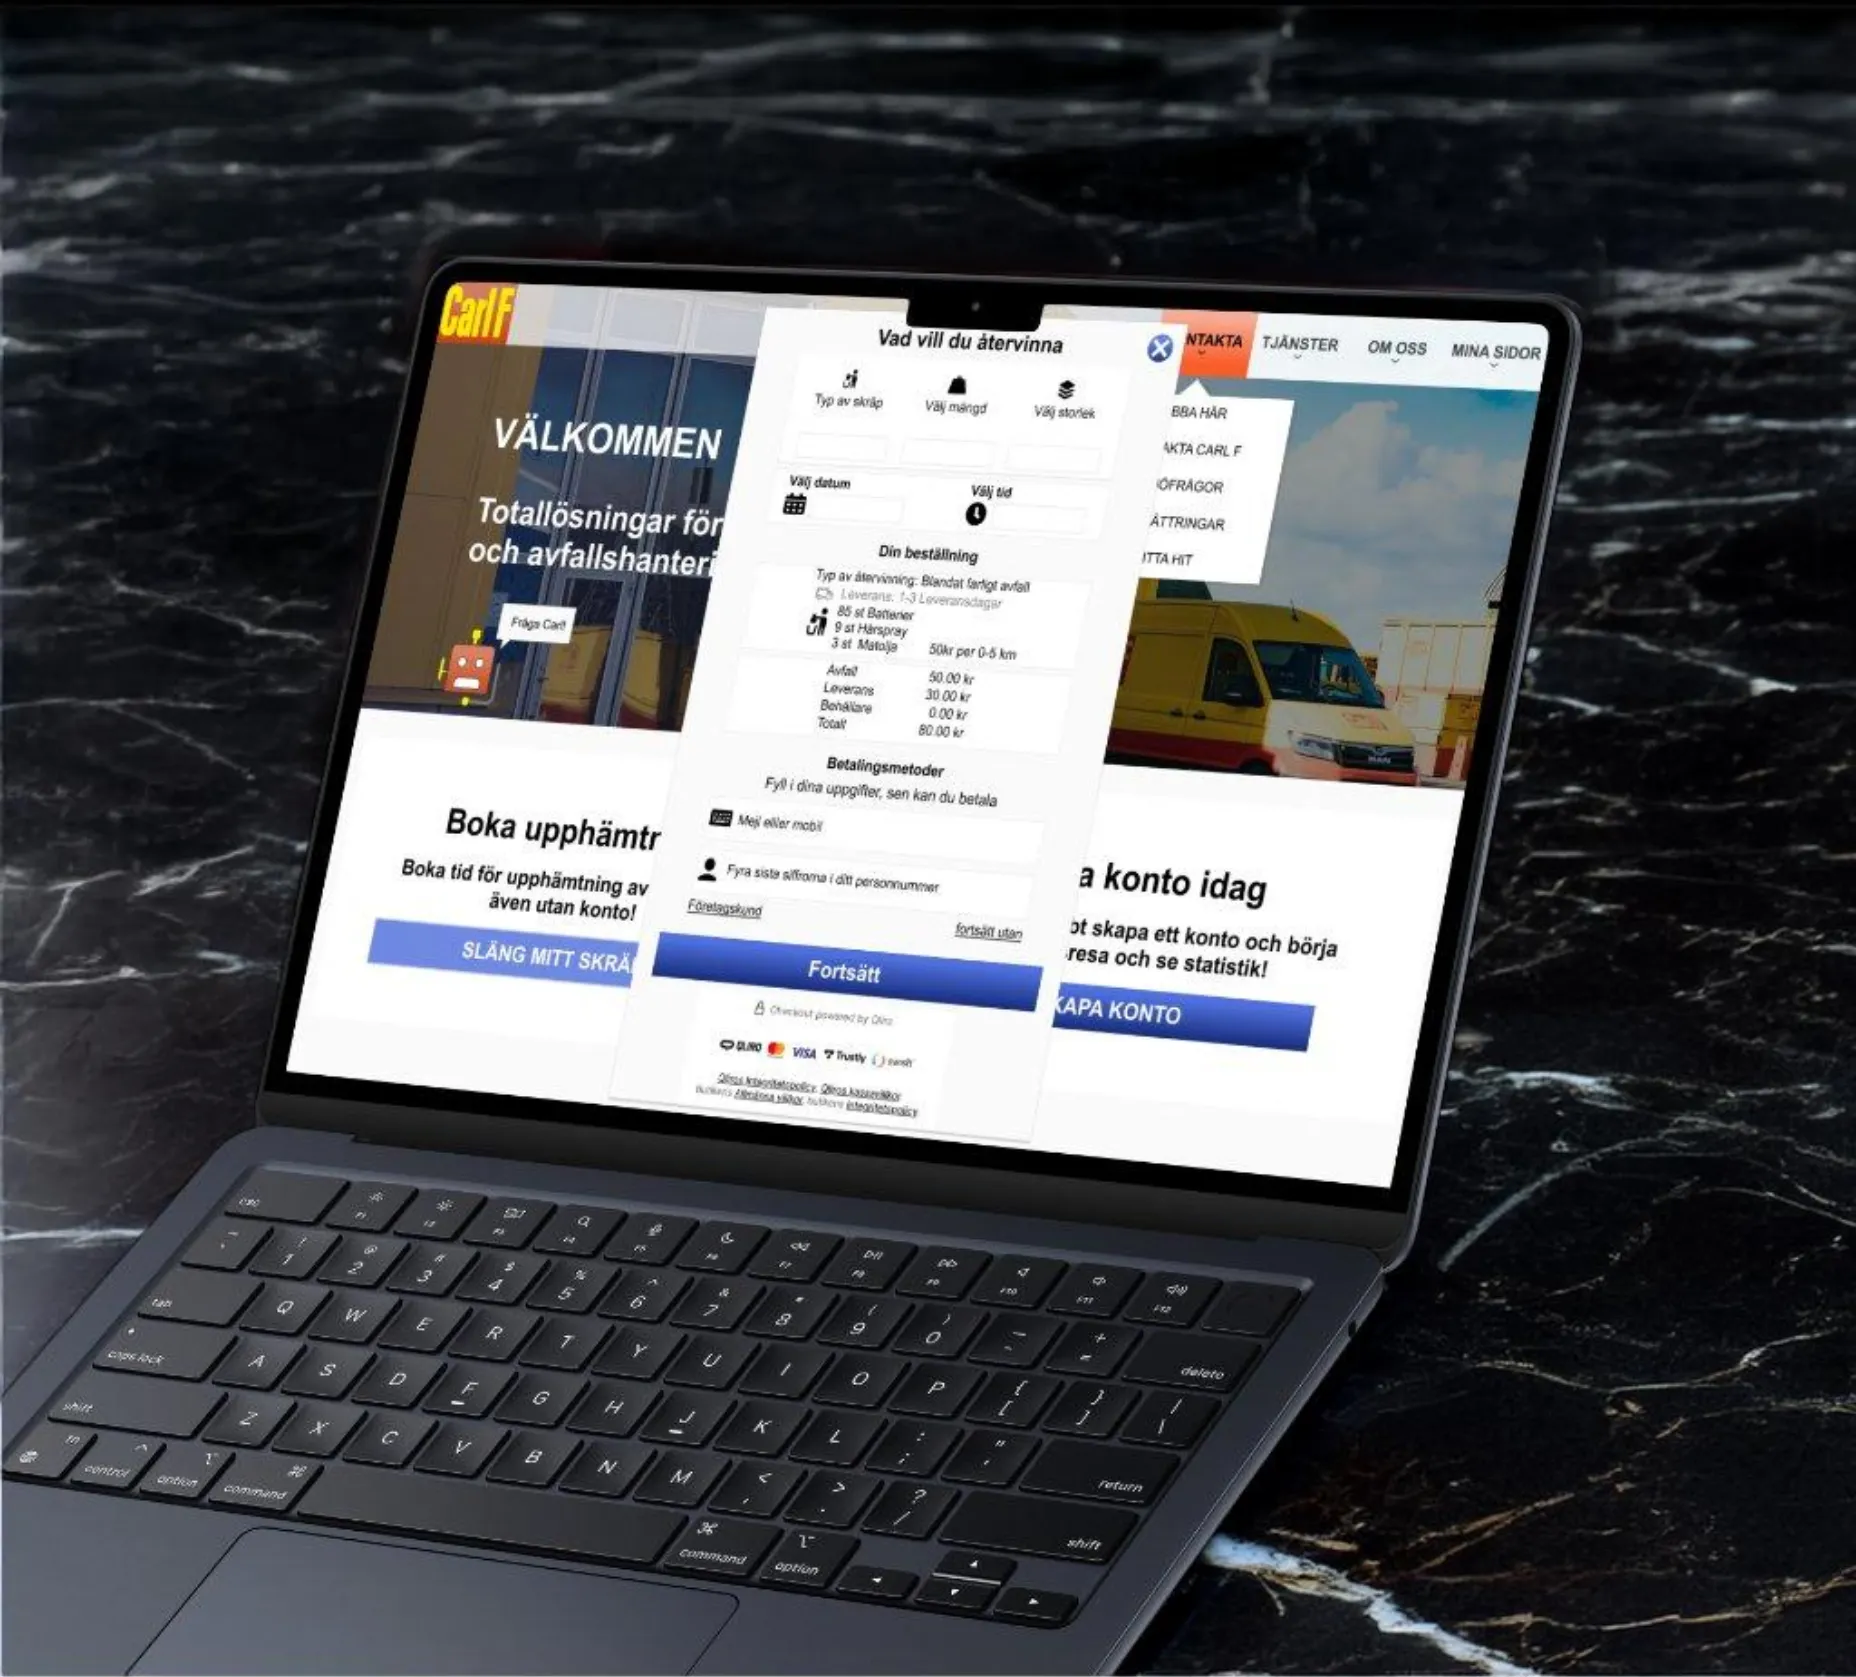 Carl F
NTAKTA
TJÄNSTER
OM OSS
MINA SIDOR
BBA HÄR
AKTA CARL F
ÖFRÅGOR
ÄTTRINGAR
TTA HIT
VÄLKOMMEN
Totallösningar för
och avfallshanteri
Fråga Carl!
Vad vill du återvinna
Typ av skräp
Välj mängd
Välj storlek
Välj datum
Välj tid
Din beställning
Typ av återvinning: Blandat farligt avfall
Leverans: 1-3 Leveransdagar
85 st Batterier
9 st Hårspray
3 st Matolja
50kr per 0-5 km
Avfall 50.00 kr
Leverans 30.00 kr
Behållare 0.00 kr
Totalt 80.00 kr
Betalingsmetoder
Fyll i dina uppgifter, sen kan du betala
Mejl elller mobil
Fyra sista siffrorna i ditt personnummer
Företagskund
fortsätt utan
Fortsätt
Checkout powered by Qliro
QLIRO
VISA
Trustly
swish
Qliros Integritetspolicy, Qliros kassavillkor
butikens Allmänna villkor, butikens Integritetspolicy
Boka upphämtn
Boka tid för upphämtning av
även utan konto!
SLÄNG MITT SKRÄ
a konto idag
ot skapa ett konto och börja
resa och se statistik!
KAPA KONTO
MAN
esc F1 F2 F3 F4 F5 F6 F7 F8 F9 F10 F11 F12
~ ! 1 @ 2 # 3 $ 4 % 5 ^ 6 & 7 * 8 ( 9 ) 0 _ - + = delete
tab Q W E R T Y U I O P { [ } ] | \
caps lock A S D F G H J K L : ; " ' return
shift Z X C V B N M < , > . ? / shift
fn control option command command option